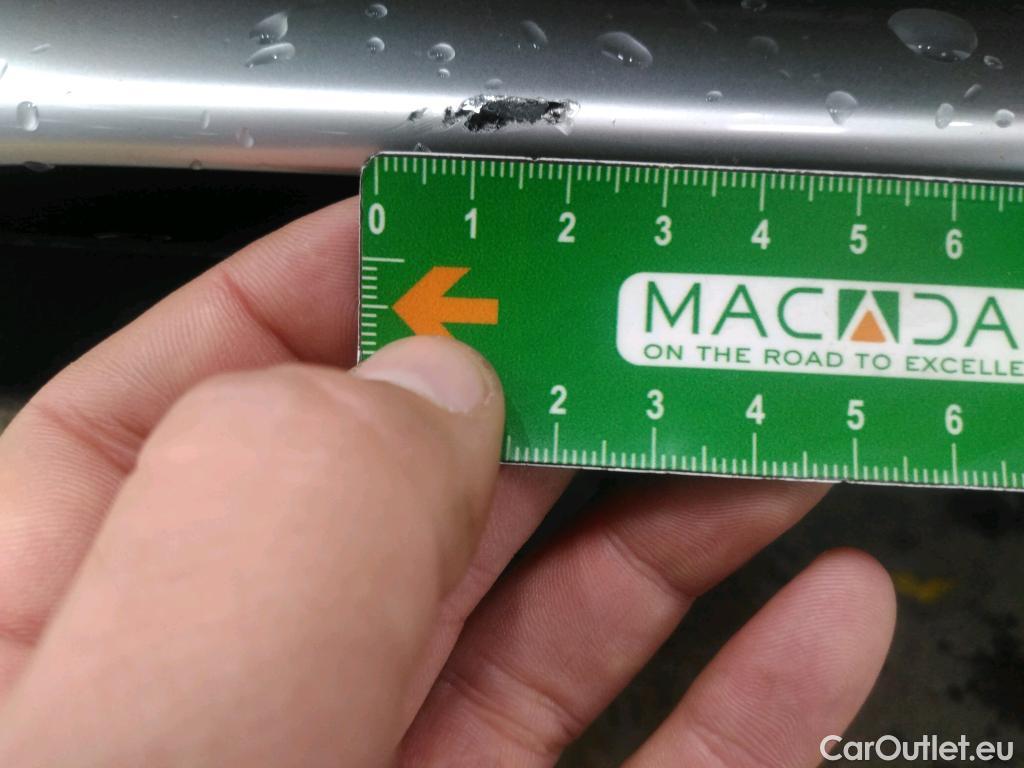 0 1 2 3 4 5 6
MACADA
ON THE ROAD TO EXCELLE
2 3 4 5 6
CarOutlet.eu